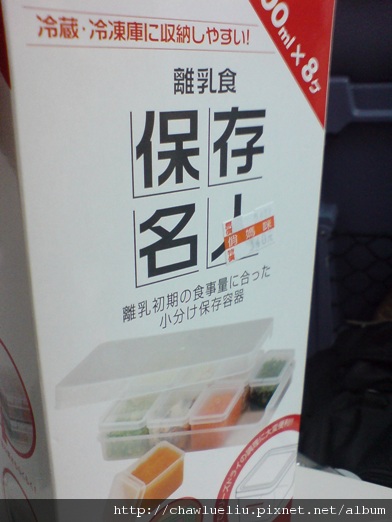 冷蔵・冷凍庫に収納しやすい!
00ml×8ケ
離乳食
保存
名人
離乳初期の食事量に合った
小分け保存容器
http://chawlueliu.pixnet.net/album